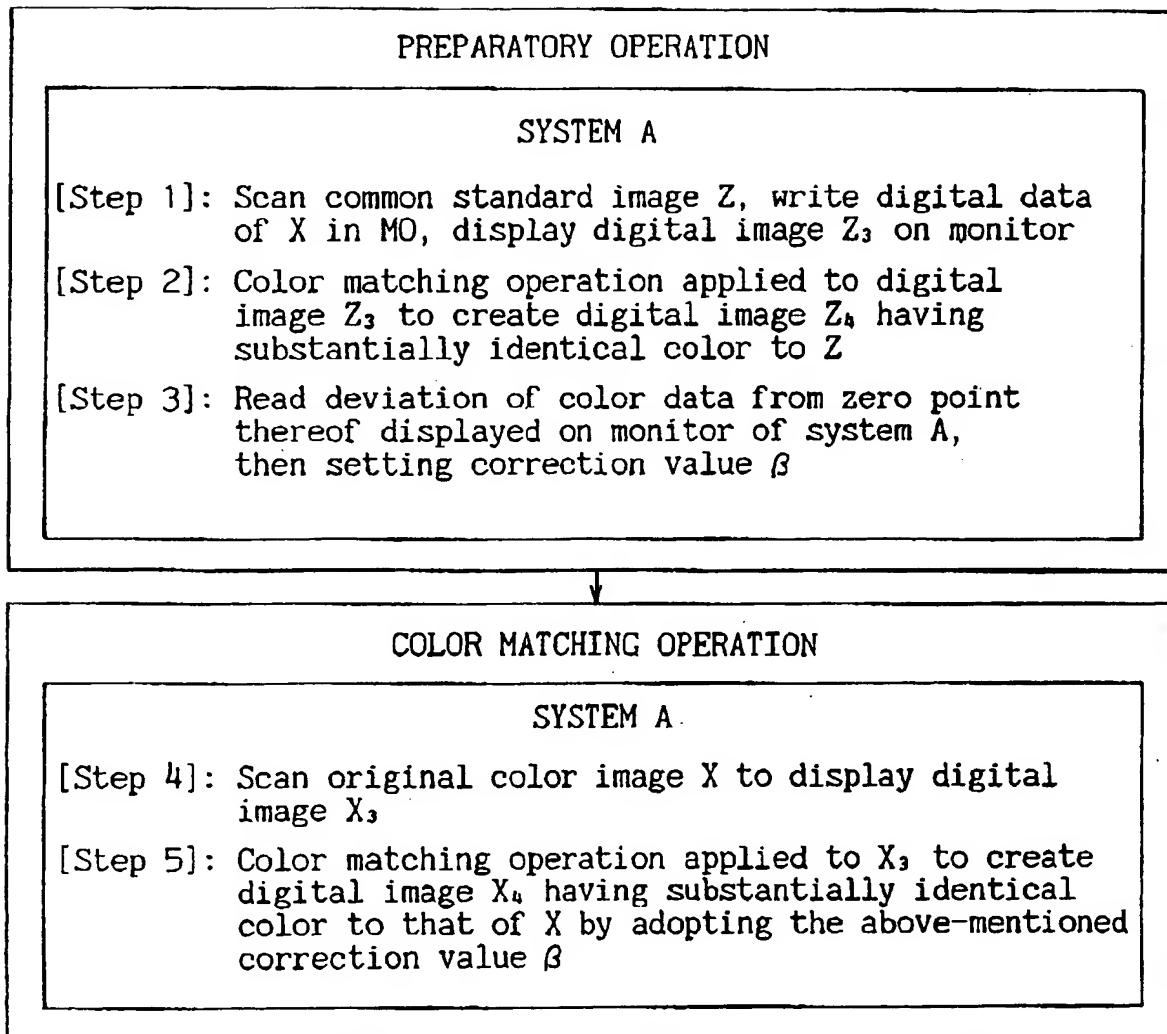 PREPARATORY OPERATION
SYSTEM A
[Step 1]: Scan common standard image Z, write digital data
of X in MO, display digital image Z₃ on monitor
[Step 2]: Color matching operation applied to digital
image Z₃ to create digital image Z₄ having
substantially identical color to Z
[Step 3]: Read deviation of color data from zero point
thereof displayed on monitor of system A,
then setting correction value β
COLOR MATCHING OPERATION
SYSTEM A
[Step 4]: Scan original color image X to display digital
image X₃
[Step 5]: Color matching operation applied to X₃ to create
digital image X₄ having substantially identical
color to that of X by adopting the above-mentioned
correction value β